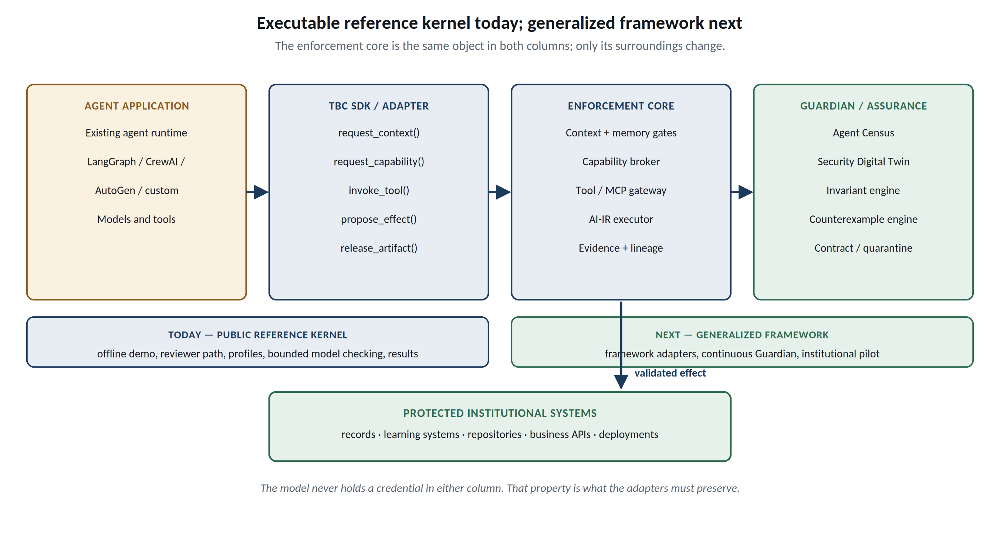 Executable reference kernel today; generalized framework next
The enforcement core is the same object in both columns; only its surroundings change.
AGENT APPLICATION
Existing agent runtime
LangGraph / CrewAI /
AutoGen / custom
Models and tools
TBC SDK / ADAPTER
request_context()
request_capability()
invoke_tool()
propose_effect()
release_artifact()
ENFORCEMENT CORE
Context + memory gates
Capability broker
Tool / MCP gateway
AI-IR executor
Evidence + lineage
GUARDIAN / ASSURANCE
Agent Census
Security Digital Twin
Invariant engine
Counterexample engine
Contract / quarantine
TODAY — PUBLIC REFERENCE KERNEL
offline demo, reviewer path, profiles, bounded model checking, results
NEXT — GENERALIZED FRAMEWORK
framework adapters, continuous Guardian, institutional pilot
validated effect
PROTECTED INSTITUTIONAL SYSTEMS
records · learning systems · repositories · business APIs · deployments
The model never holds a credential in either column. That property is what the adapters must preserve.